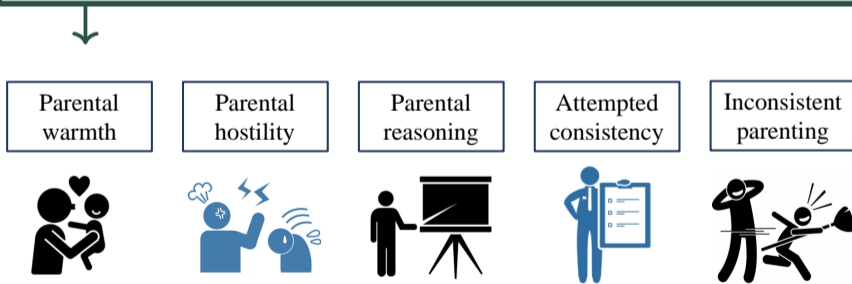 Parental
warmth
Parental
hostility
Parental
reasoning
Attempted
consistency
Inconsistent
parenting